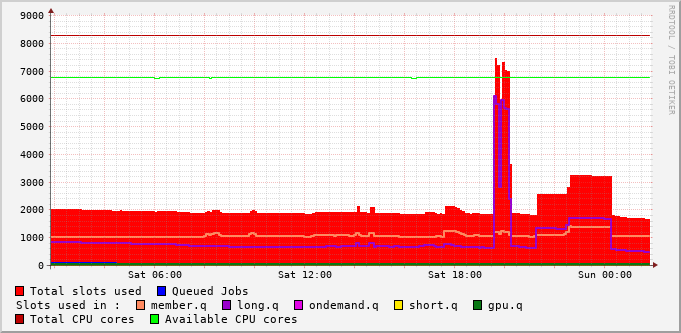 9000
8000
7000
6000
5000
4000
3000
2000
1000
0
Sat 06:00 Sat 12:00 Sat 18:00 Sun 00:00
Total slots used Queued Jobs
Slots used in : member.q long.q ondemand.q short.q gpu.q
Total CPU cores Available CPU cores
RRDTOOL / TOBI OETIKER